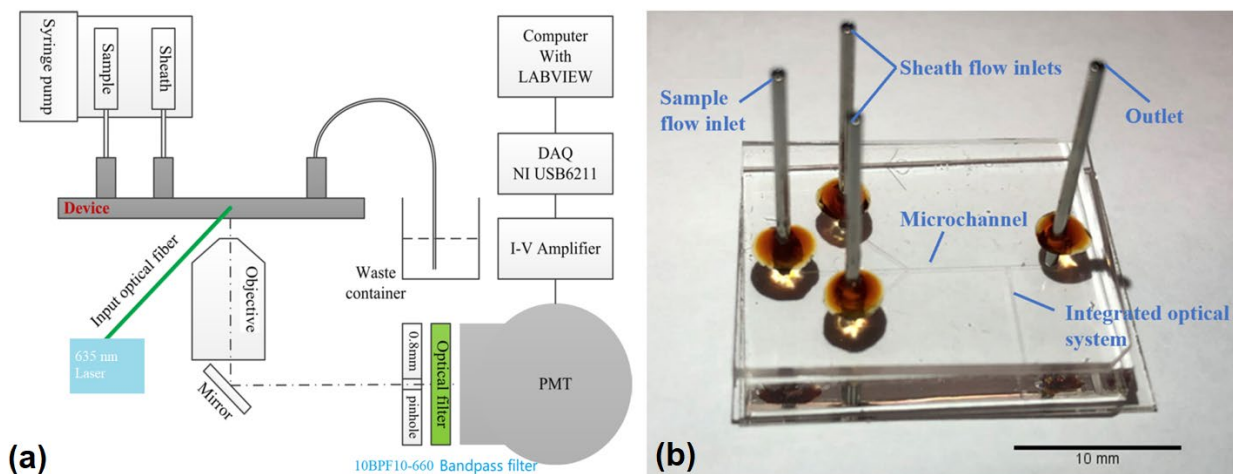 Syringe pump
Sample
Sheath
Device
Input optical fiber
635 nm
Laser
Objective
Mirror
Waste
container
Computer
With
LABVIEW
DAQ
NI USB6211
I-V Amplifier
PMT
0.8mm
pinhole
Optical filter
10BPF10-660 Bandpass filter
(a)
Sample
flow inlet
Sheath flow inlets
Outlet
Microchannel
Integrated optical
system
10 mm
(b)